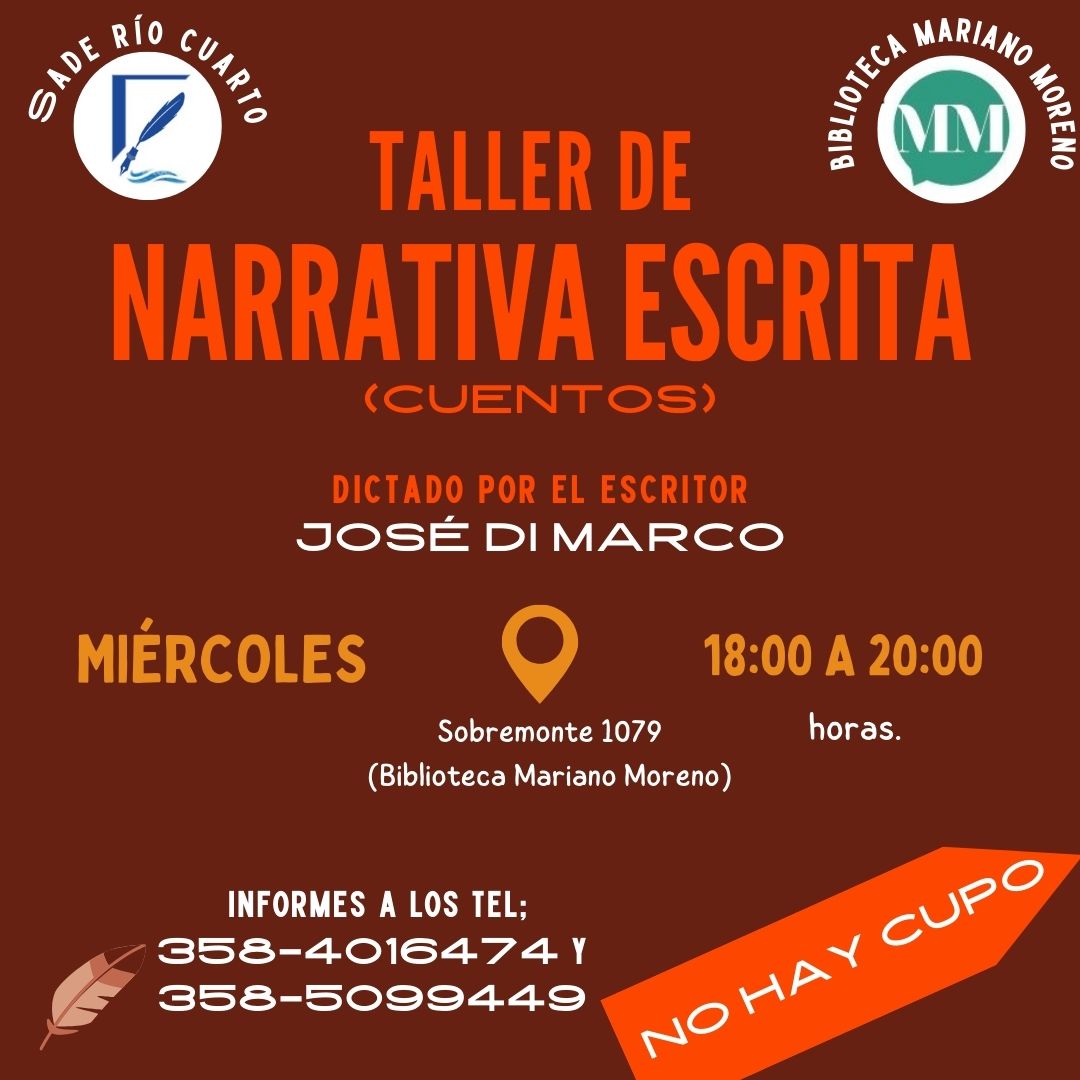 SADE RÍO CUARTO
BIBLIOTECA MARIANO MORENO
MM
TALLER DE
NARRATIVA ESCRITA
(CUENTOS)
DICTADO POR EL ESCRITOR
JOSÉ DI MARCO
MIÉRCOLES
Sobremonte 1079
(Biblioteca Mariano Moreno)
18:00 A 20:00
horas.
INFORMES A LOS TEL;
358-4016474 Y
358-5099449
NO HAY CUPO